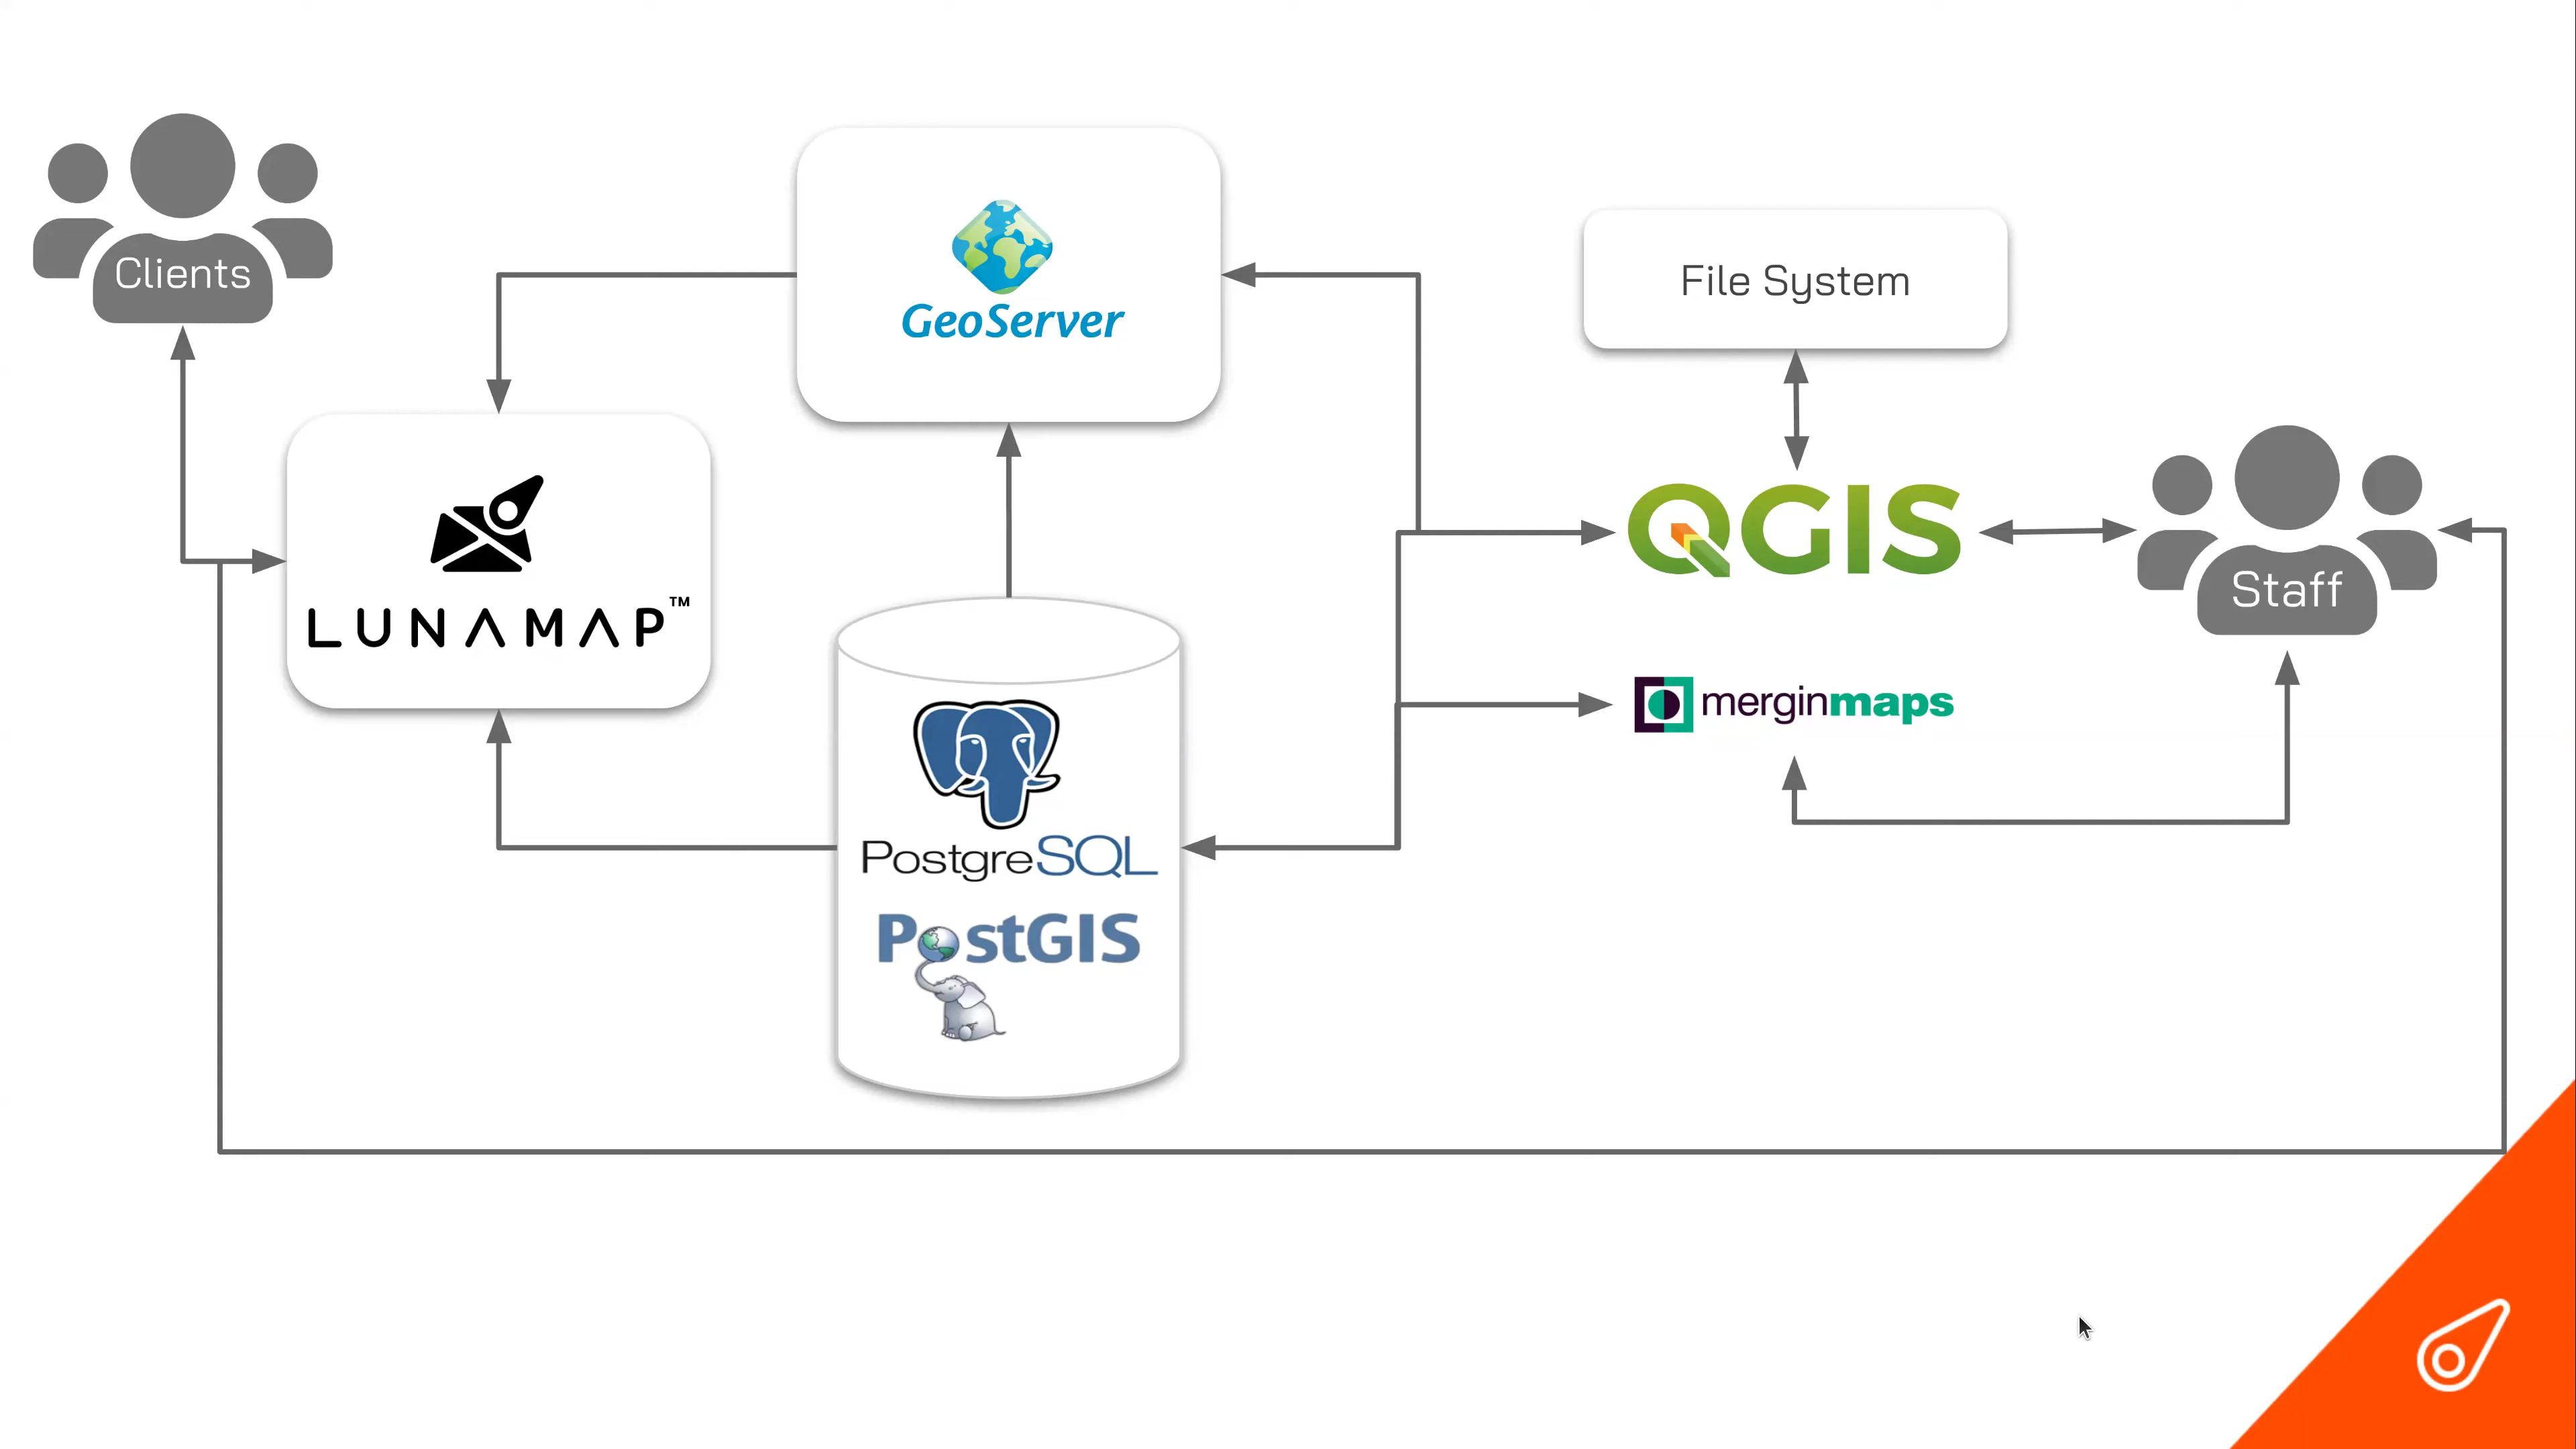 Clients
GeoServer
File System
LUNAMAP™
QGIS
Staff
merginmaps
PostgreSQL
PostGIS